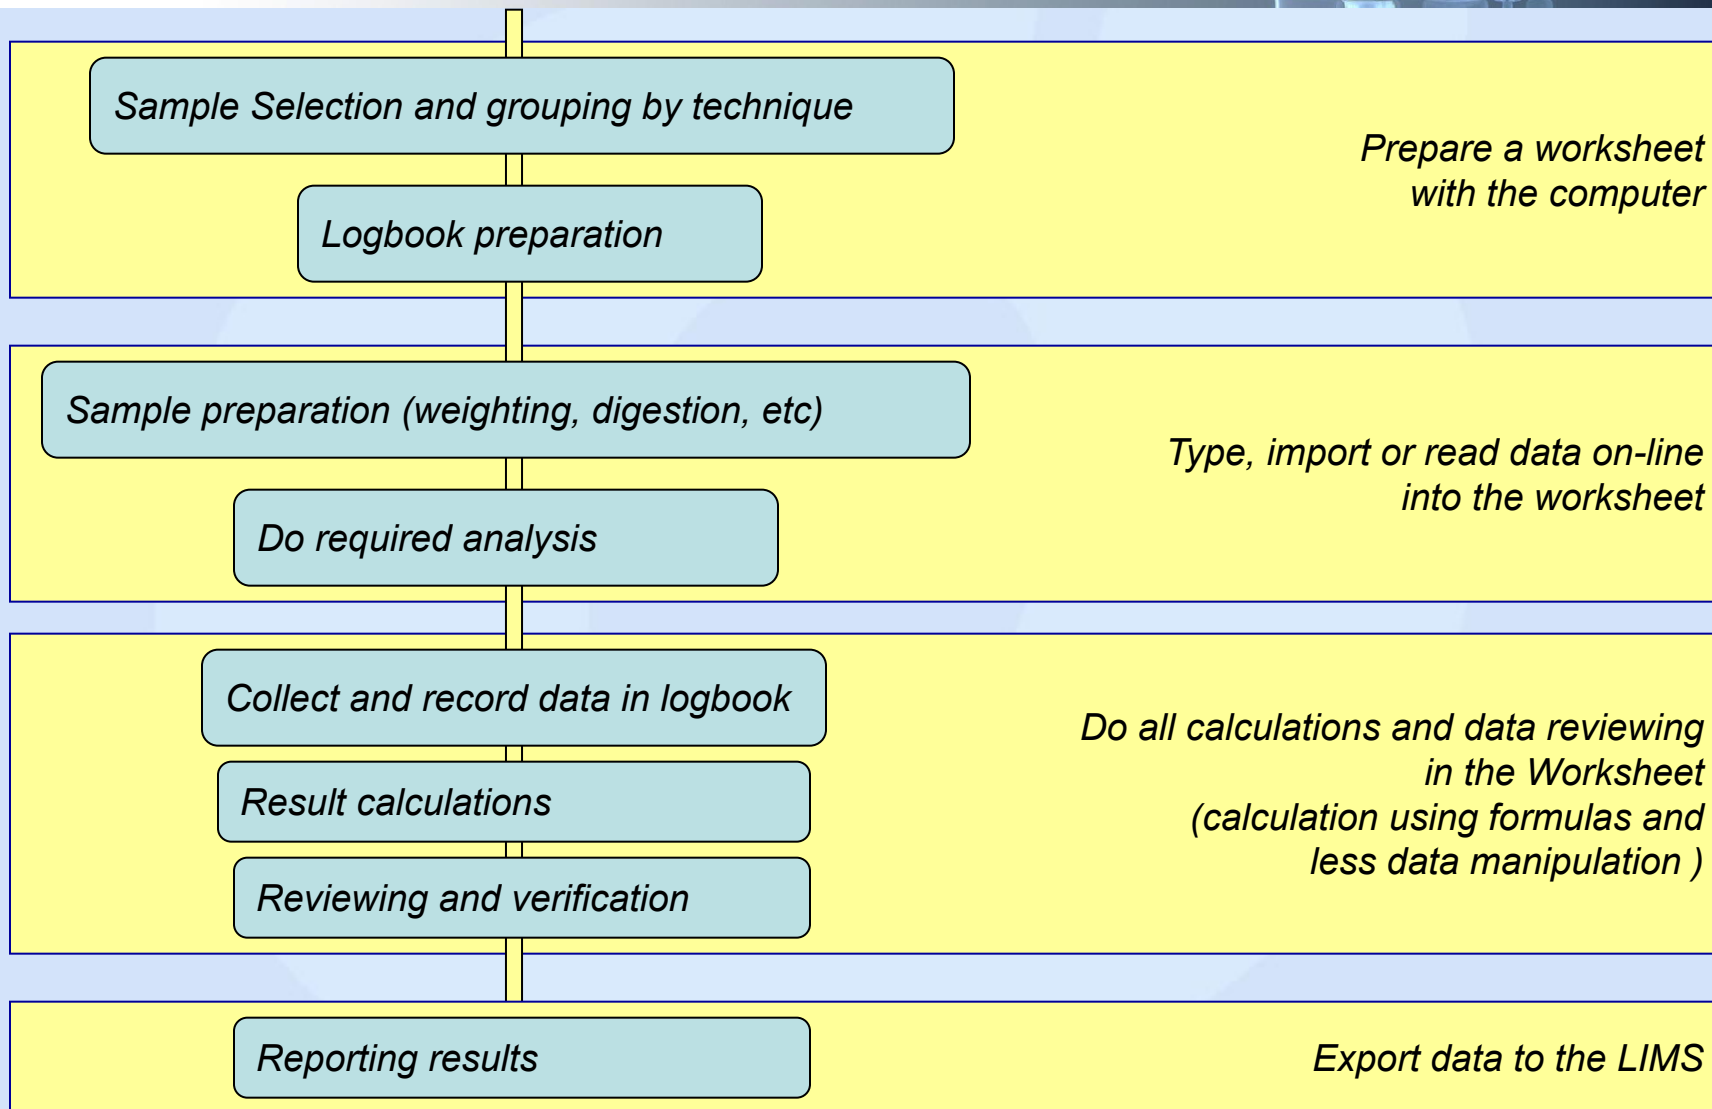 Sample Selection and grouping by technique
Prepare a worksheet
with the computer
Logbook preparation
Sample preparation (weighting, digestion, etc)
Type, import or read data on-line
into the worksheet
Do required analysis
Collect and record data in logbook
Result calculations
Reviewing and verification
Do all calculations and data reviewing
in the Worksheet
(calculation using formulas and
less data manipulation )
Reporting results
Export data to the LIMS